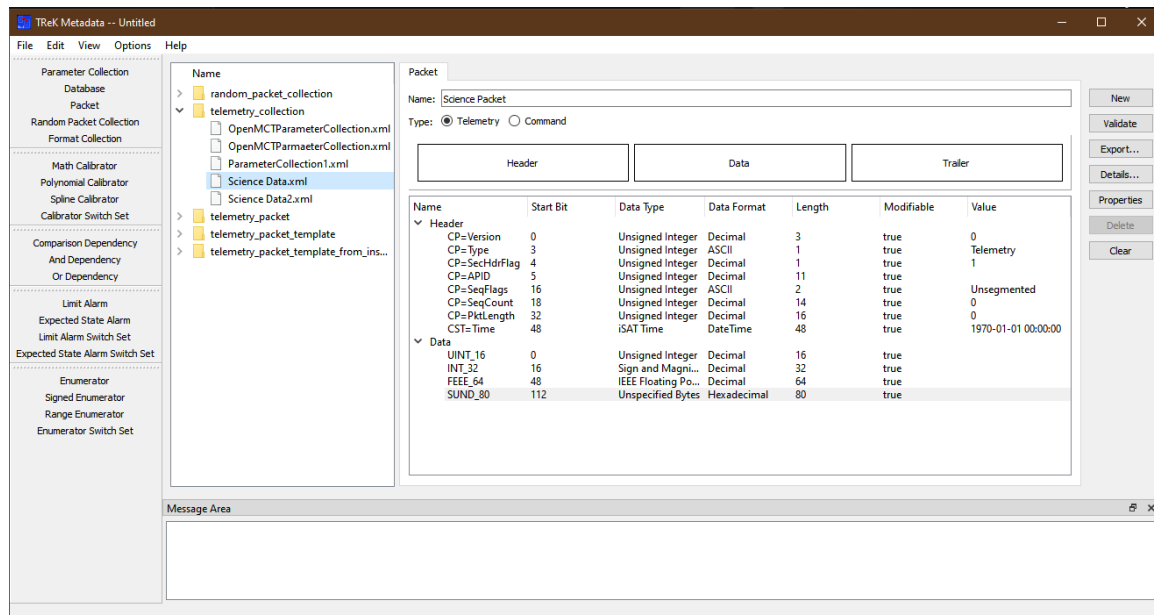 TReK Metadata -- Untitled
File Edit View Options Help
Parameter Collection
Database
Packet
Random Packet Collection
Format Collection
Math Calibrator
Polynomial Calibrator
Spline Calibrator
Calibrator Switch Set
Comparison Dependency
And Dependency
Or Dependency
Limit Alarm
Expected State Alarm
Limit Alarm Switch Set
Expected State Alarm Switch Set
Enumerator
Signed Enumerator
Range Enumerator
Enumerator Switch Set
Name
random_packet_collection
telemetry_collection
OpenMCTParameterCollection.xml
OpenMCTParmaeterCollection.xml
ParameterCollection1.xml
Science Data.xml
Science Data2.xml
telemetry_packet
telemetry_packet_template
telemetry_packet_template_from_ins...
Packet
Name: Science Packet
Type: Telemetry Command
Header Data Trailer
Name Start Bit Data Type Data Format Length Modifiable Value
Header
CP=Version 0 Unsigned Integer Decimal 3 true 0
CP=Type 3 Unsigned Integer ASCII 1 true Telemetry
CP=SecHdrFlag 4 Unsigned Integer Decimal 1 true 1
CP=APID 5 Unsigned Integer Decimal 11 true
CP=SeqFlags 16 Unsigned Integer ASCII 2 true Unsegmented
CP=SeqCount 18 Unsigned Integer Decimal 14 true 0
CP=PktLength 32 Unsigned Integer Decimal 16 true 0
CST=Time 48 iSAT Time DateTime 48 true 1970-01-01 00:00:00
Data
UINT_16 0 Unsigned Integer Decimal 16 true
INT_32 16 Sign and Magni... Decimal 32 true
FEEE_64 48 IEEE Floating Po... Decimal 64 true
SUND_80 112 Unspecified Bytes Hexadecimal 80 true
New
Validate
Export...
Details...
Properties
Delete
Clear
Message Area